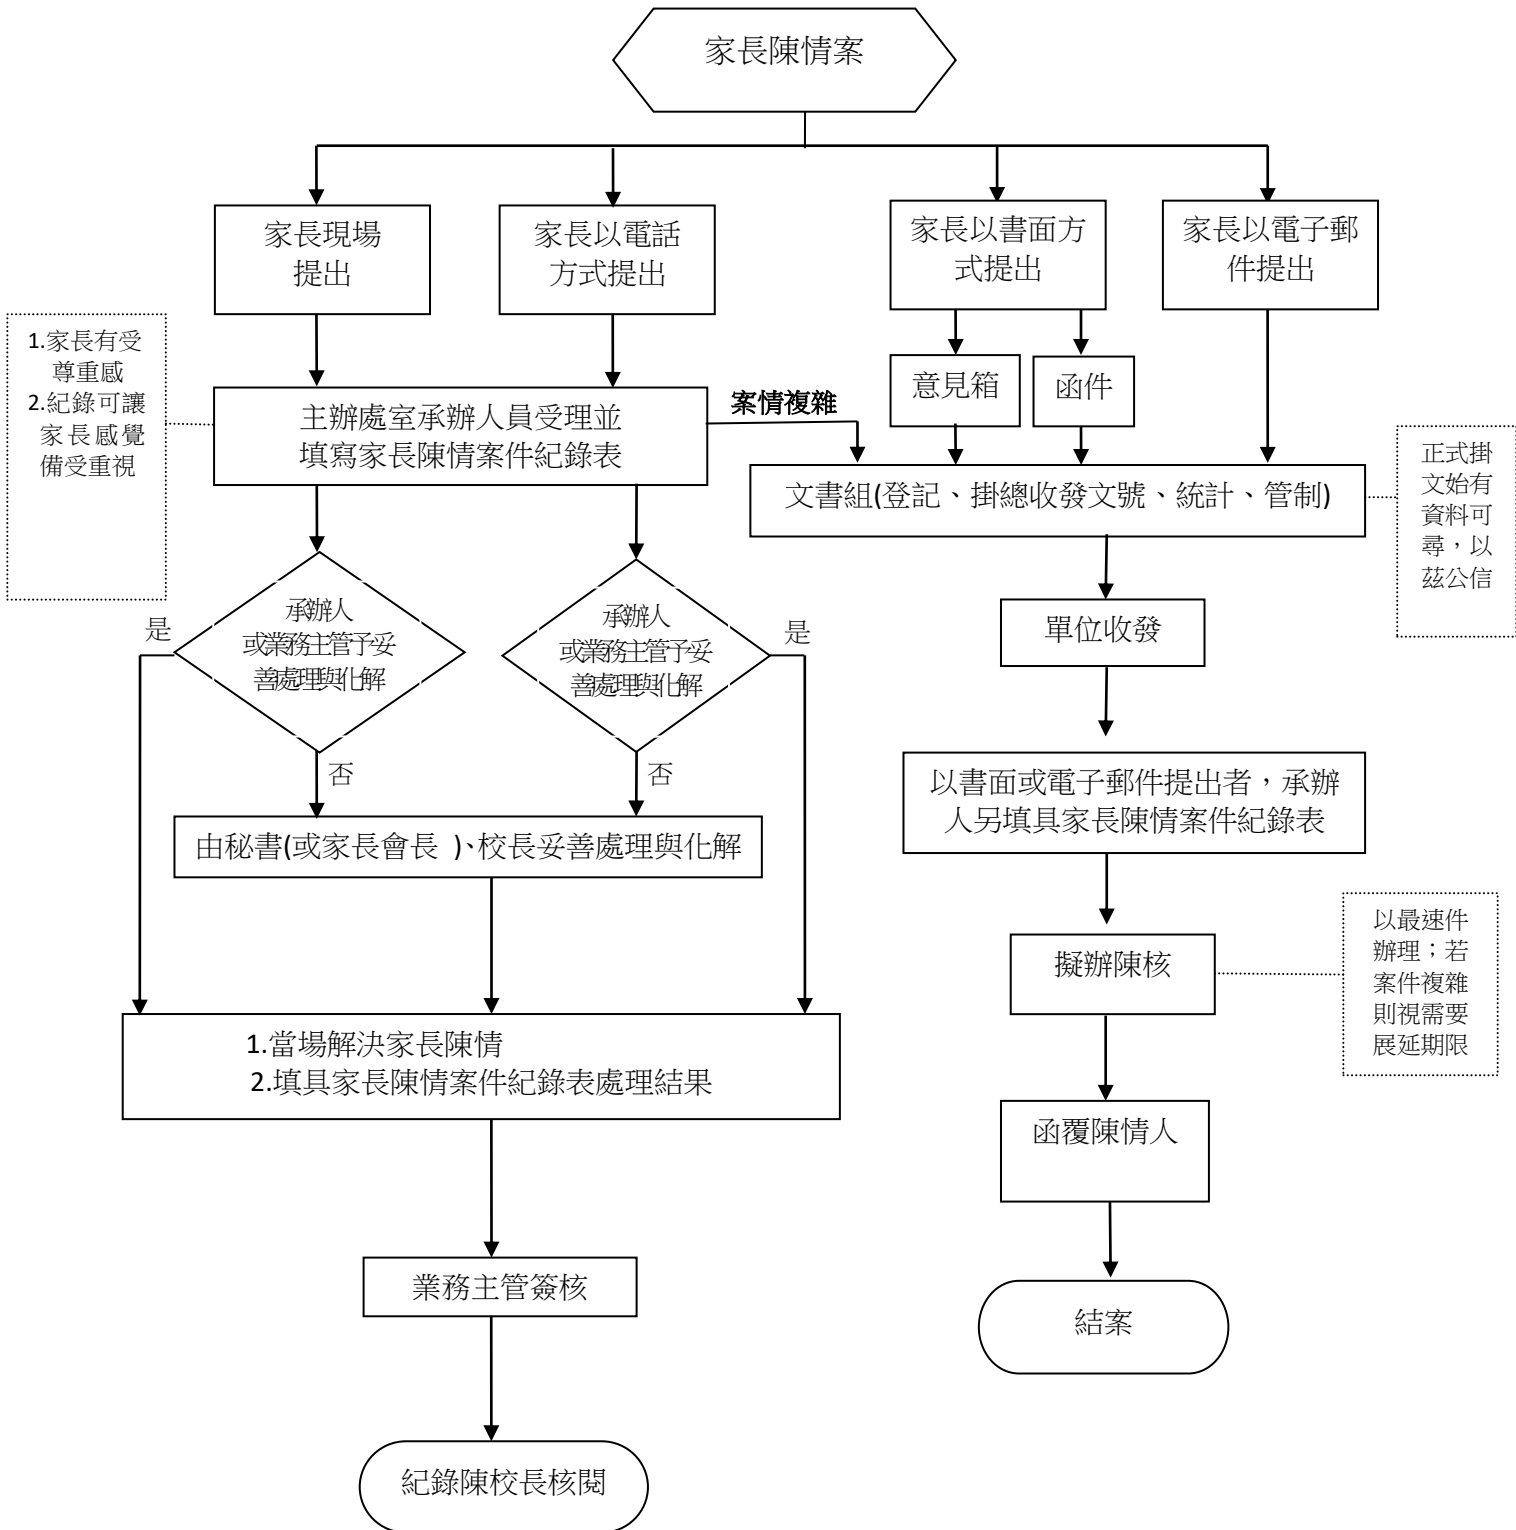 家長陳情案
家長現場
提出
家長以電話
方式提出
家長以書面方
式提出
家長以電子郵
件提出
1.家長有受
尊重感
2.紀錄可讓
家長感覺
備受重視
意見箱
函件
主辦處室承辦人員受理並
填寫家長陳情案件紀錄表
案情複雜
文書組(登記、掛總收發文號、統計、管制)
正式掛
文始有
資料可
尋，以
茲公信
單位收發
承辦人
或業務主管予妥
善處理與化解
是
否
承辦人
或業務主管予妥
善處理與化解
是
否
以書面或電子郵件提出者，承辦
人另填具家長陳情案件紀錄表
由秘書(或家長會長 )、校長妥善處理與化解
擬辦陳核
以最速件
辦理；若
案件複雜
則視需要
展延期限
1.當場解決家長陳情
2.填具家長陳情案件紀錄表處理結果
函覆陳情人
業務主管簽核
結案
紀錄陳校長核閱